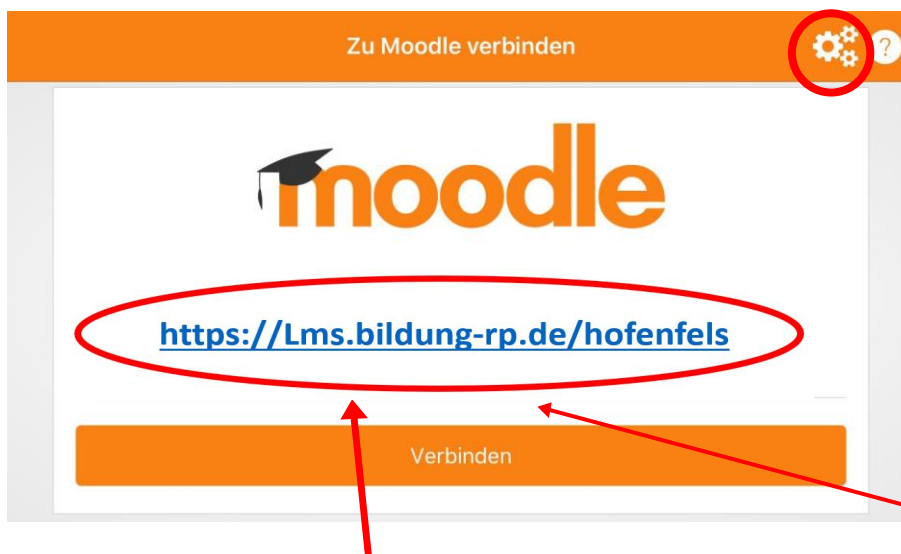 Zu Moodle verbinden
?
moodle
https://Lms.bildung-rp.de/hofenfels
Verbinden